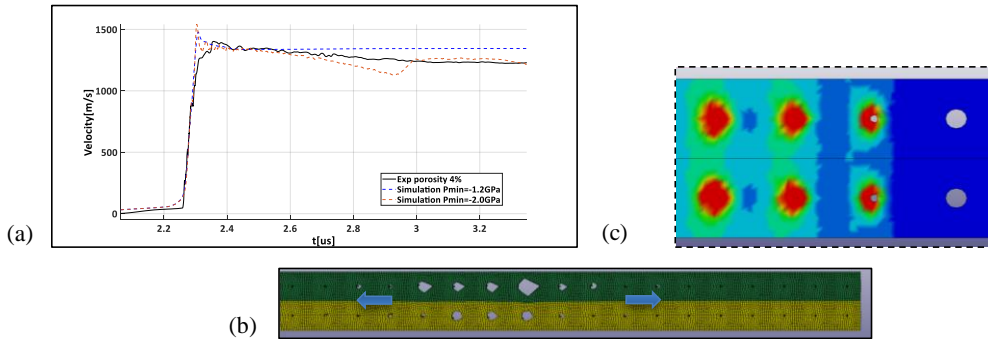 1500
1000
500
0
Velocity[m/s]
Exp porosity 4%
Simulation Pmin=-1.2GPa
Simulation Pmin=-2.0GPa
2.2
2.4
2.6
2.8
3
3.2
t[us]
(a)
(c)
(b)